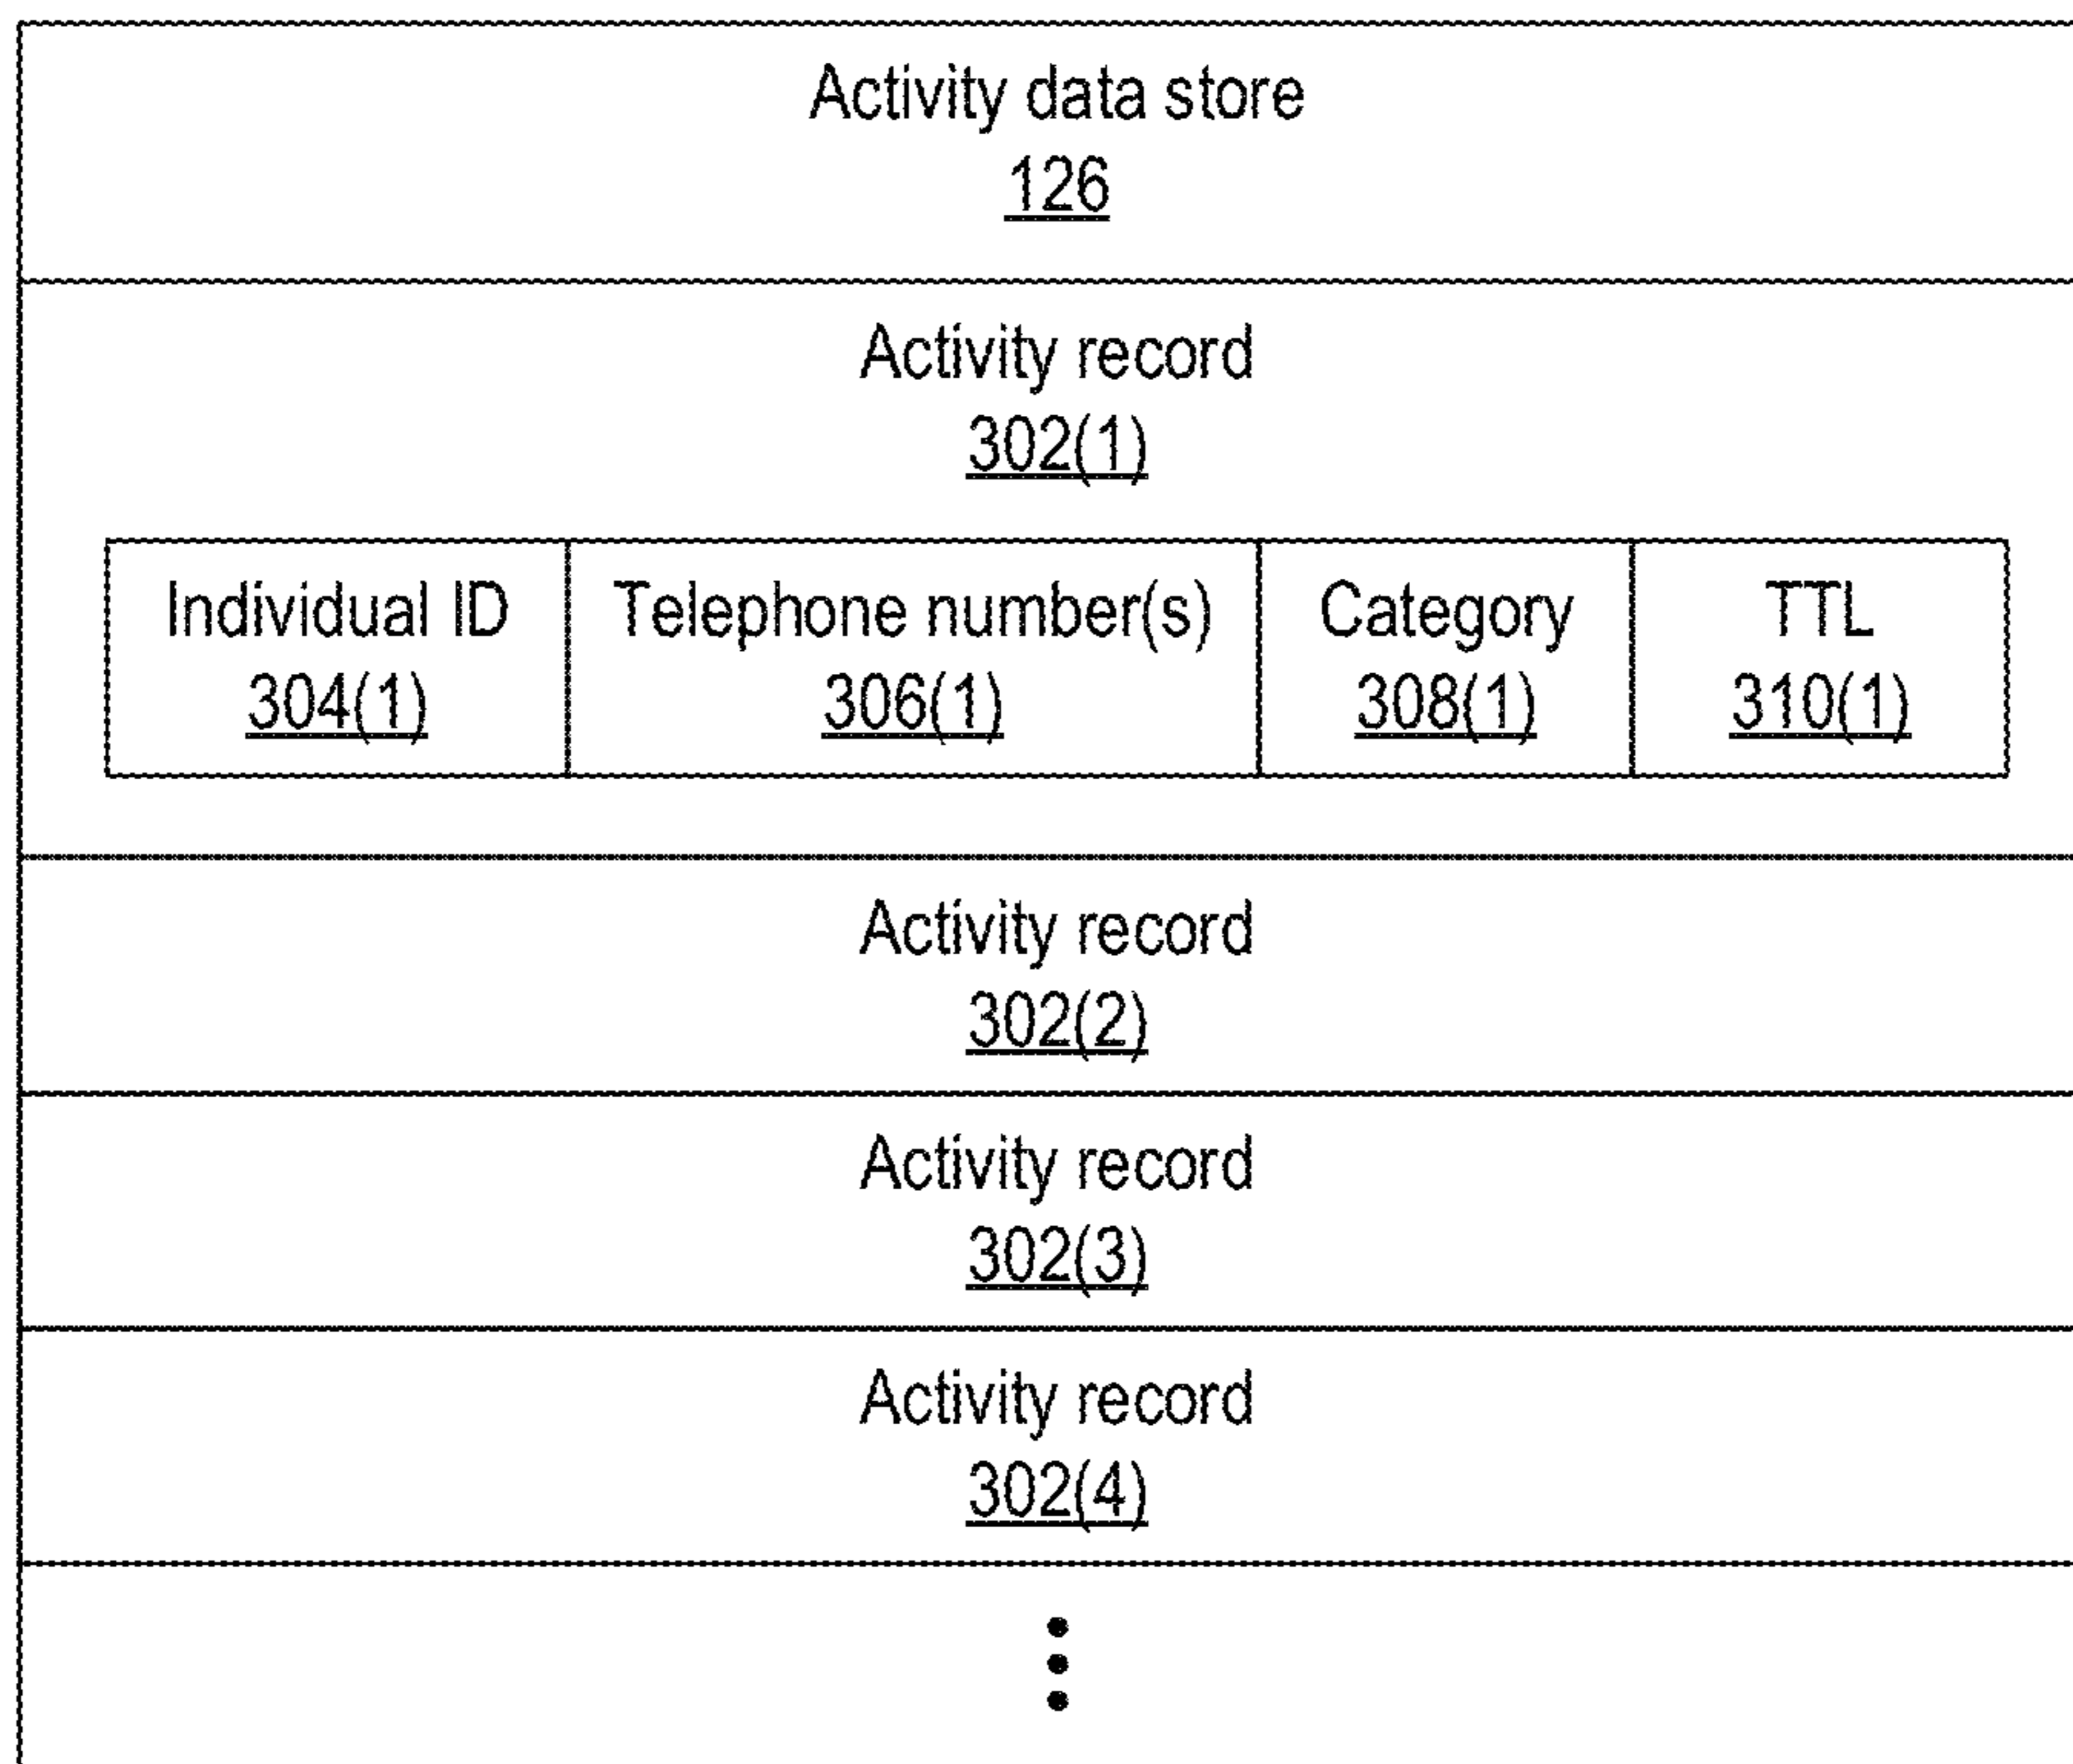 Activity data store
126
Activity record
302(1)
Individual ID Telephone number(s) Category TTL
304(1) 306(1) 308(1) 310(1)
Activity record
302(2)
Activity record
302(3)
Activity record
302(4)